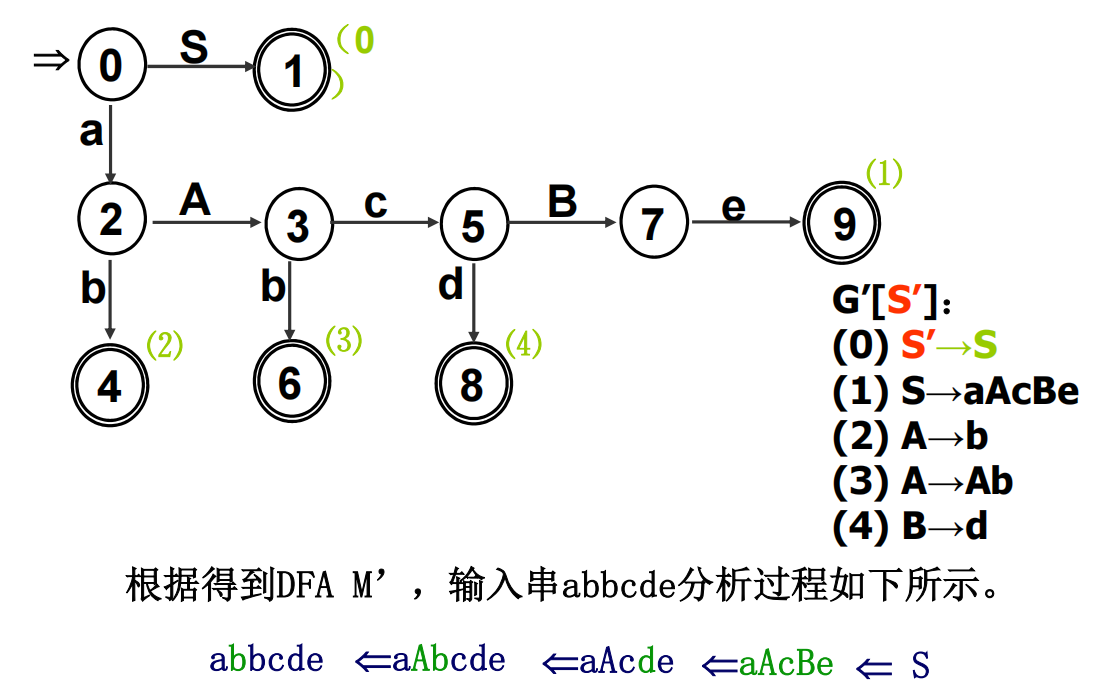 ⇒ 0 S 1 (0
)
a
2 A 3 c 5 B 7 e 9 (1)
b b d
4 (2) 6 (3) 8 (4)
G′[S′]:
(0) S′→S
(1) S→aAcBe
(2) A→b
(3) A→Ab
(4) B→d
根据得到DFA M’，输入串abbcde分析过程如下所示。
abbcde ⇐aAbcde ⇐aAcde ⇐aAcBe ⇐ S